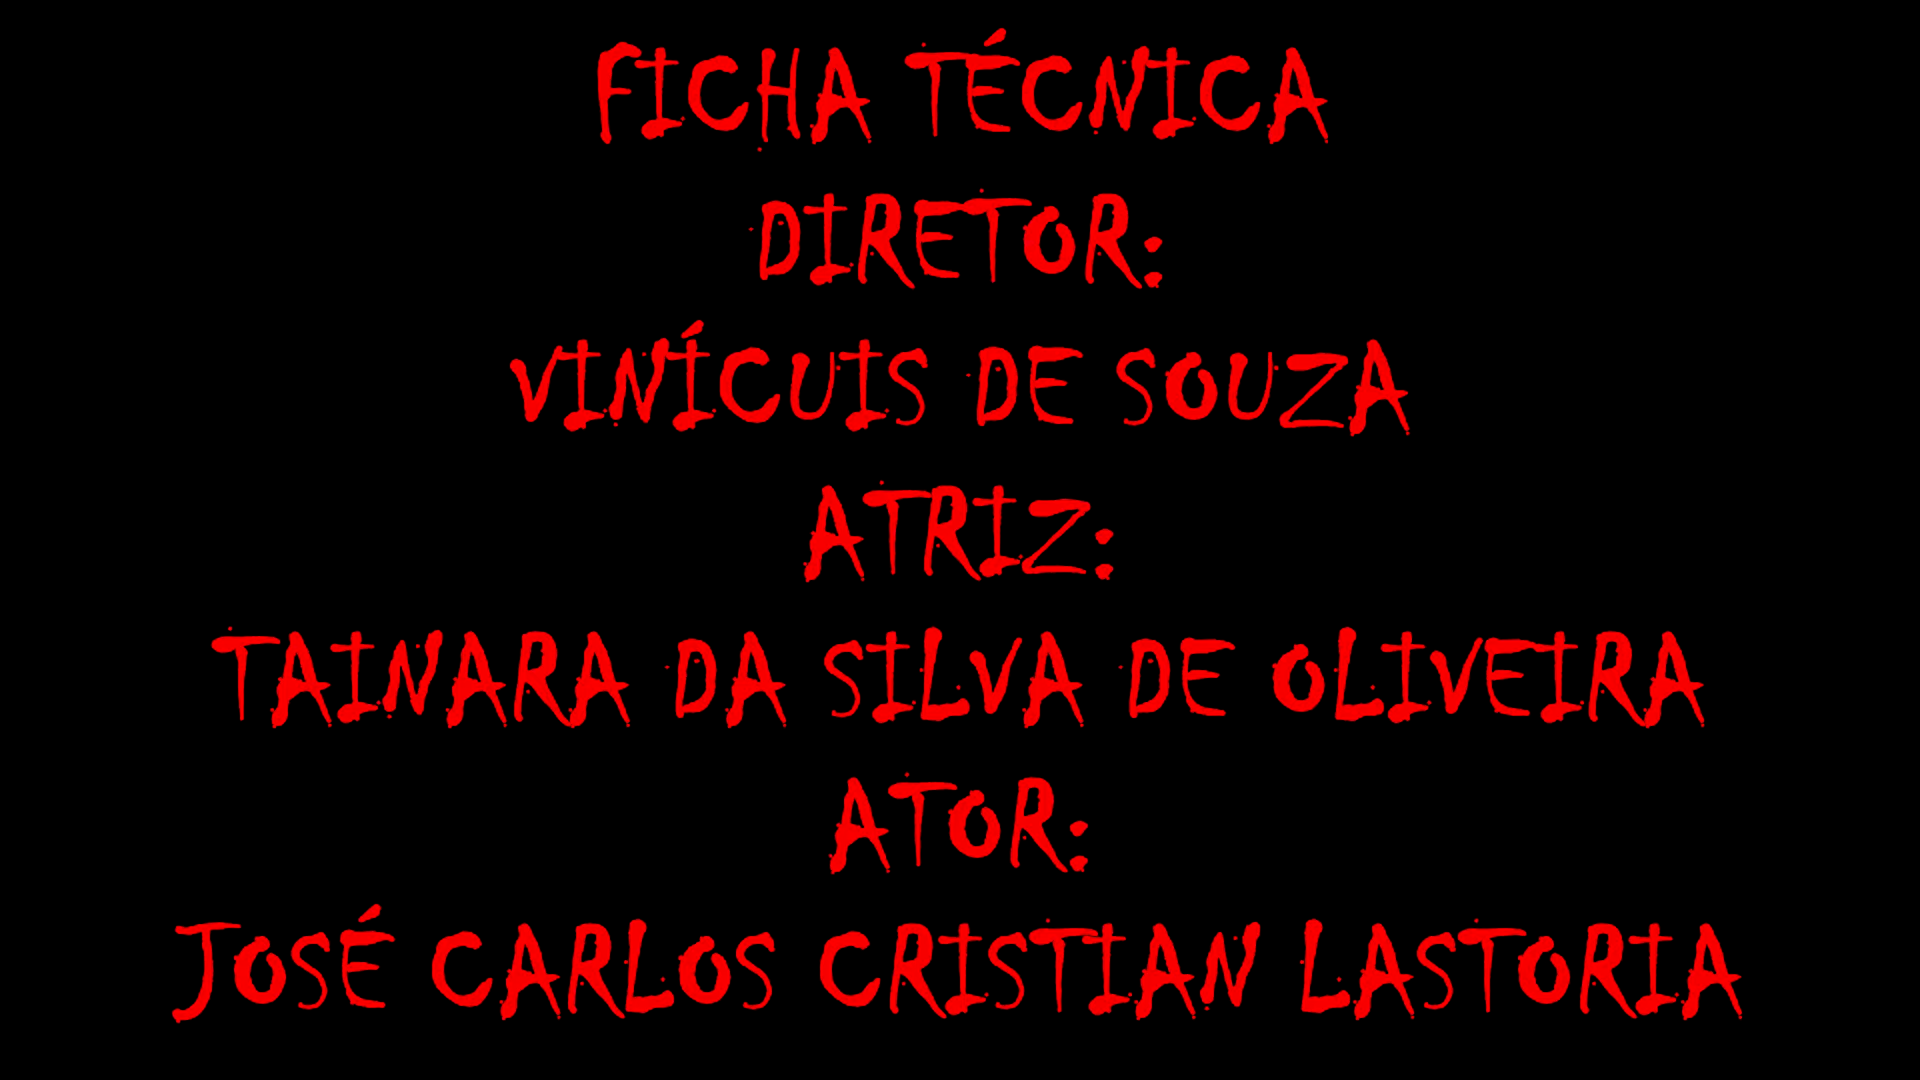 FICHA TÉCNICA
DIRETOR:
VINÍCUIS DE SOUZA
ATRIZ:
TAINARA DA SILVA DE OLIVEIRA
ATOR:
JOSÉ CARLOS CRISTIAN LASTORIA